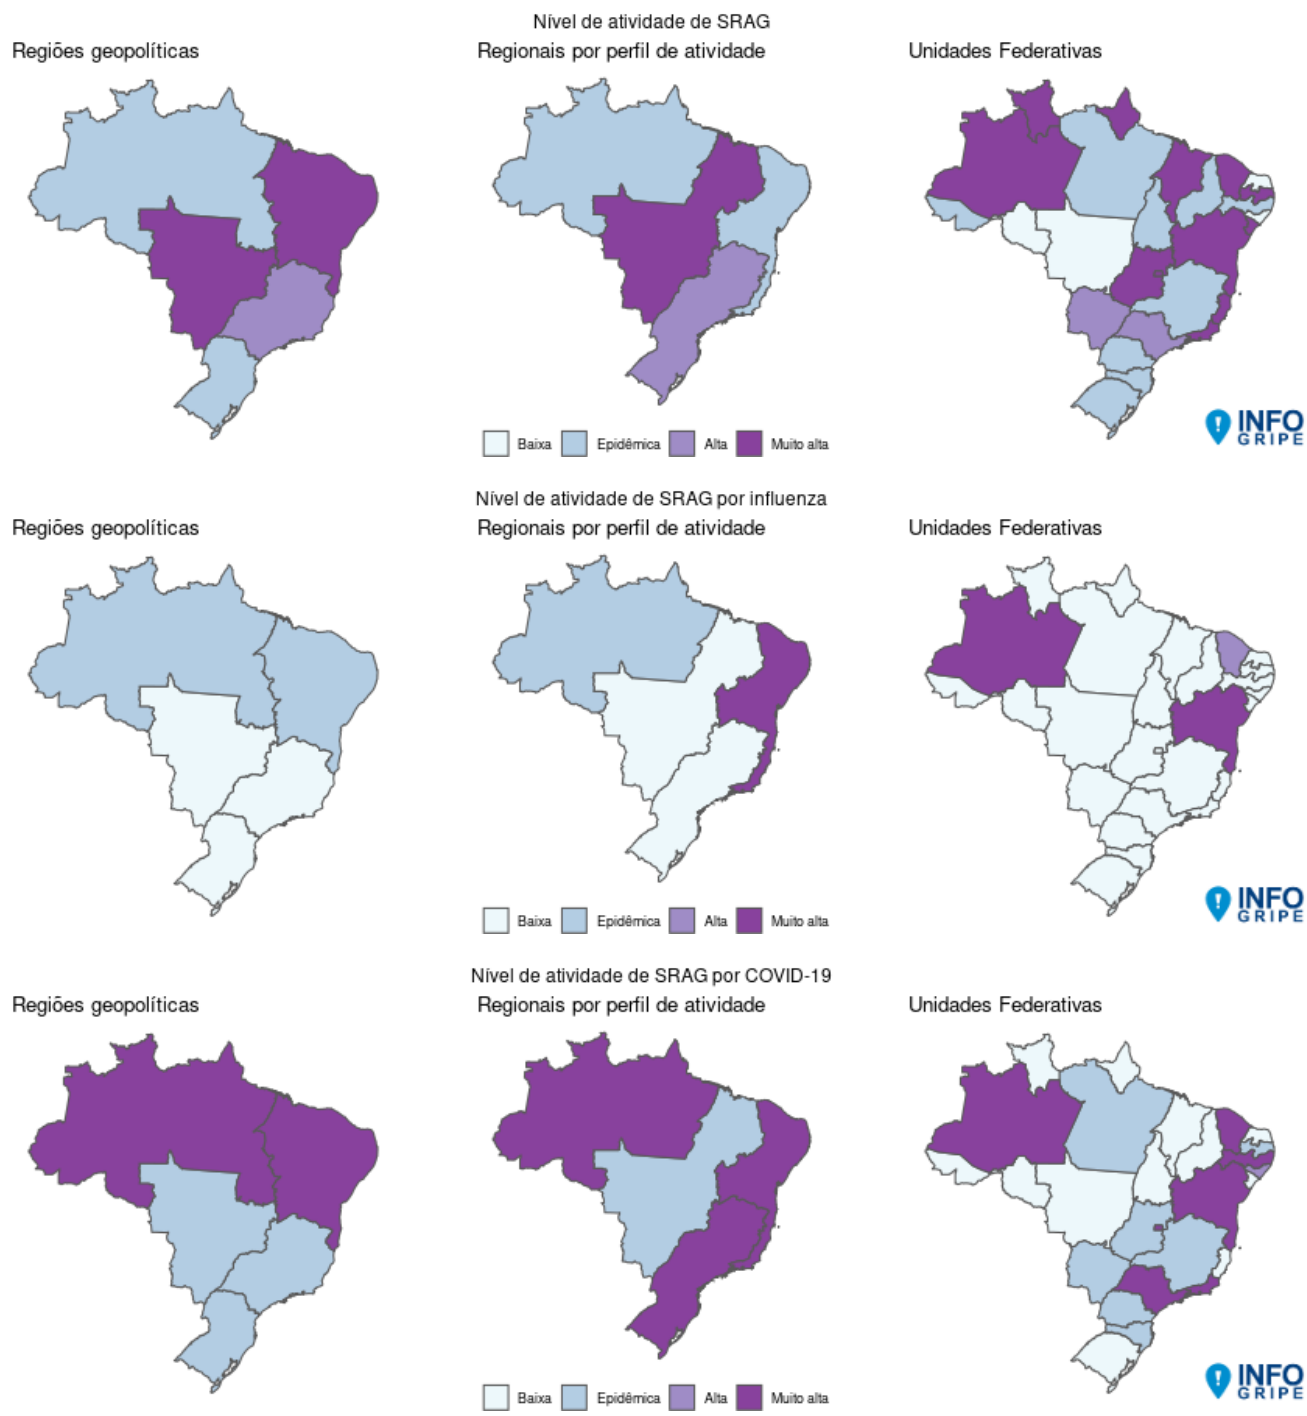 Nível de atividade de SRAG
Regiões geopolíticas
Regionais por perfil de atividade
Unidades Federativas
Baixa
Epidêmica
Alta
Muito alta
INFO
GRIPE
Nível de atividade de SRAG por influenza
Regiões geopolíticas
Regionais por perfil de atividade
Unidades Federativas
Baixa
Epidêmica
Alta
Muito alta
INFO
GRIPE
Nível de atividade de SRAG por COVID-19
Regiões geopolíticas
Regionais por perfil de atividade
Unidades Federativas
Baixa
Epidêmica
Alta
Muito alta
INFO
GRIPE